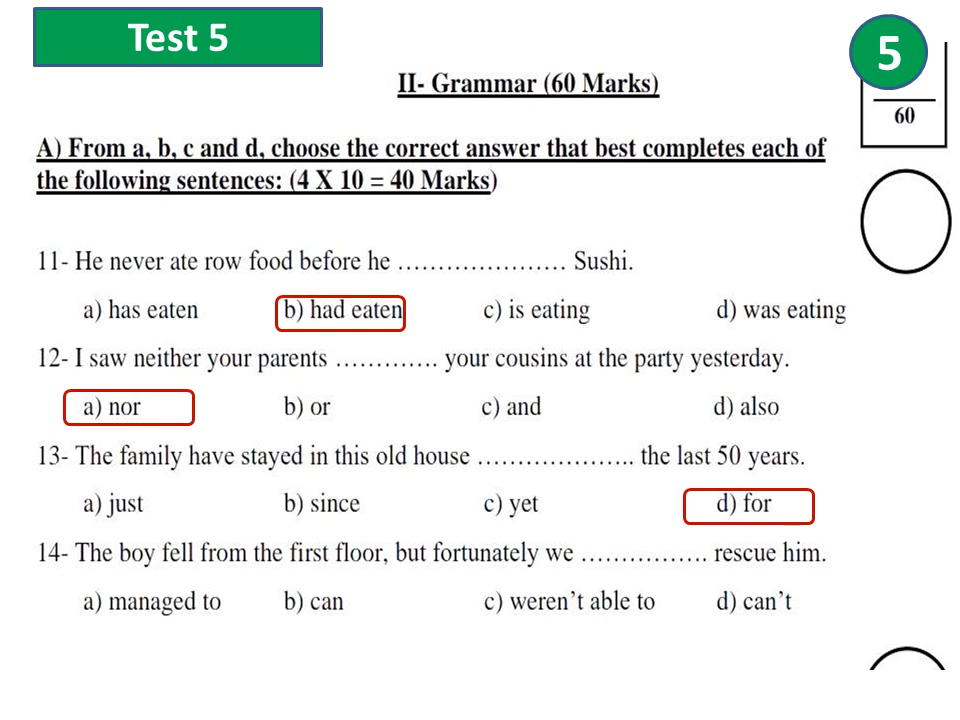 Test 5
5
II- Grammar (60 Marks)
60
A) From a, b, c and d, choose the correct answer that best completes each of
the following sentences: (4 X 10 = 40 Marks)
11- He never ate row food before he ………………… Sushi.
a) has eaten b) had eaten c) is eating d) was eating
12- I saw neither your parents …………. your cousins at the party yesterday.
a) nor b) or c) and d) also
13- The family have stayed in this old house ……………….. the last 50 years.
a) just b) since c) yet d) for
14- The boy fell from the first floor, but fortunately we ……………. rescue him.
a) managed to b) can c) weren’t able to d) can’t